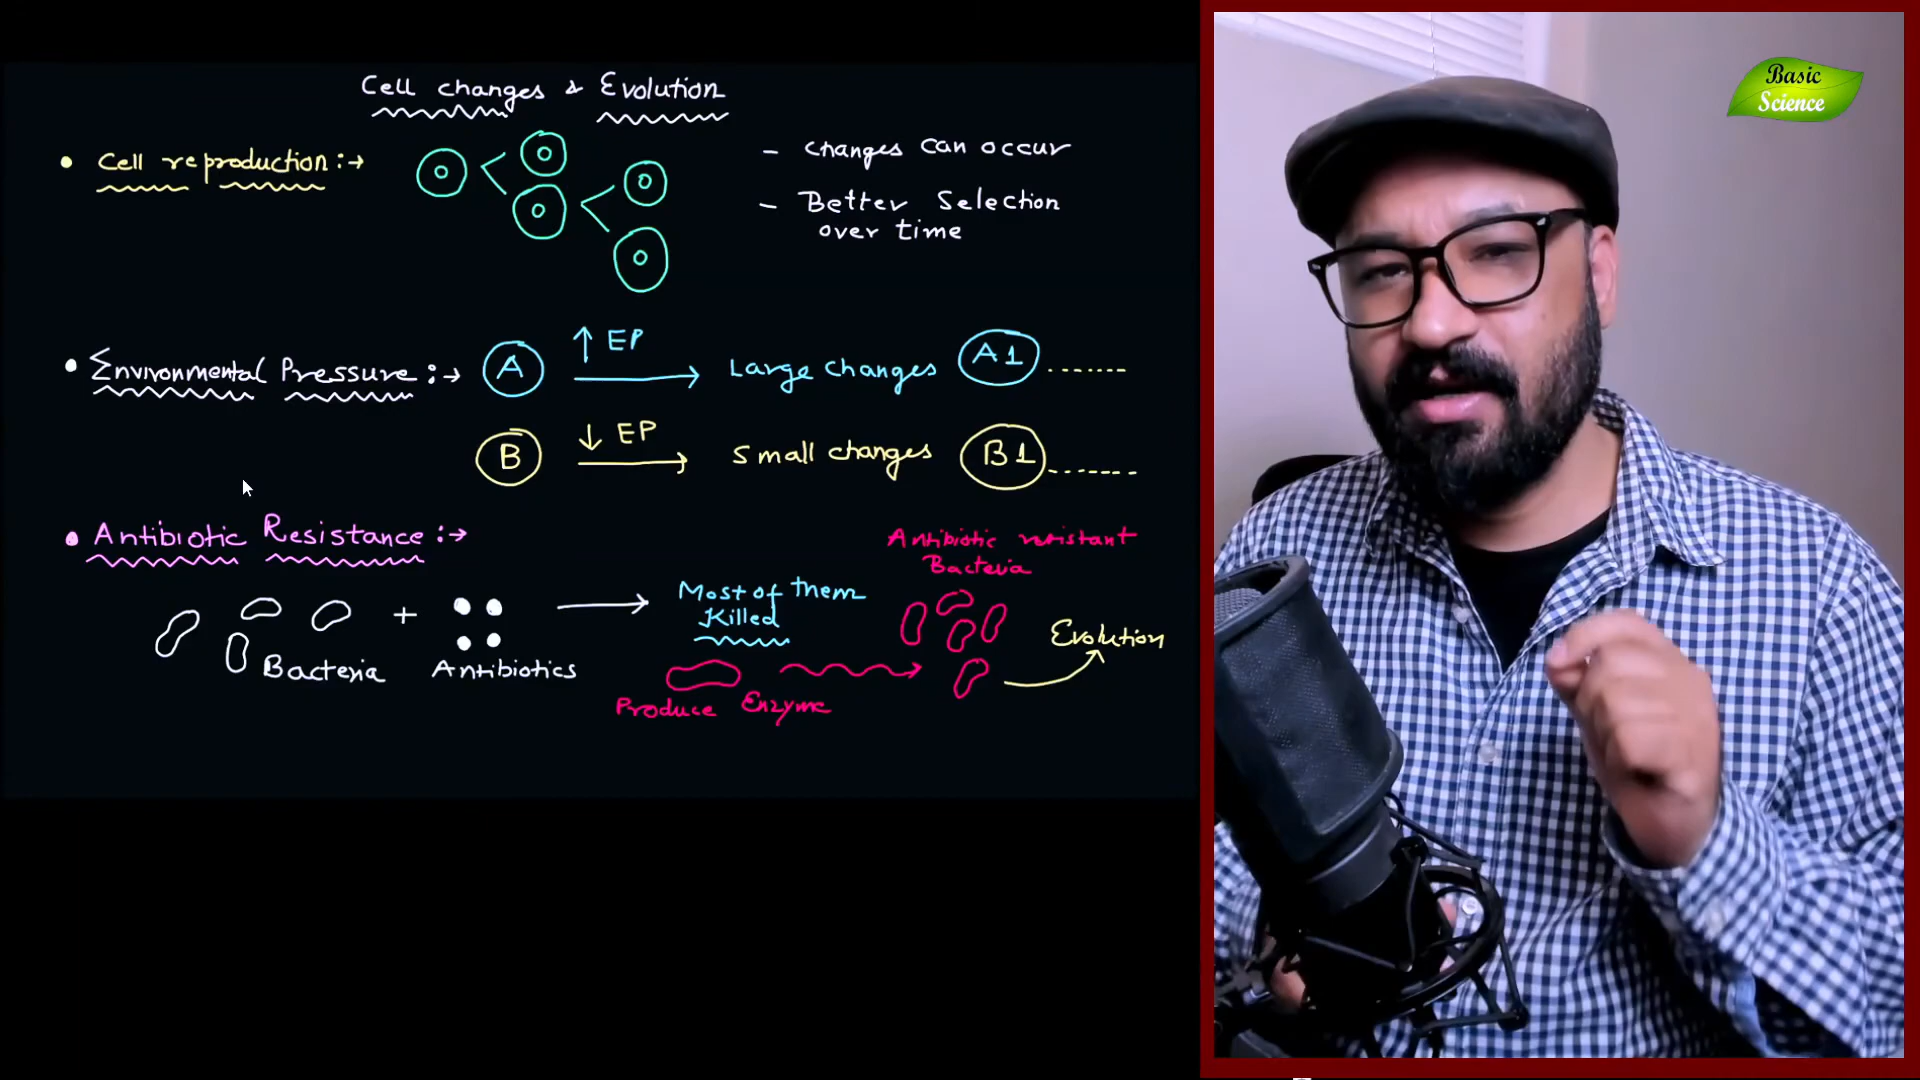 Cell changes & Evolution
• Cell reproduction :→
- changes can occur
- Better Selection
over time
• Environmental Pressure :→
A
↑ EP
Large changes
A1 .......
B
↓ EP
Small changes
B1 .......
• Antibiotic Resistance :→
Bacteria
+
Antibiotics
Most of them
Killed
Produce Enzyme
Antibiotic resistant
Bacteria
Evolution
Basic
Science